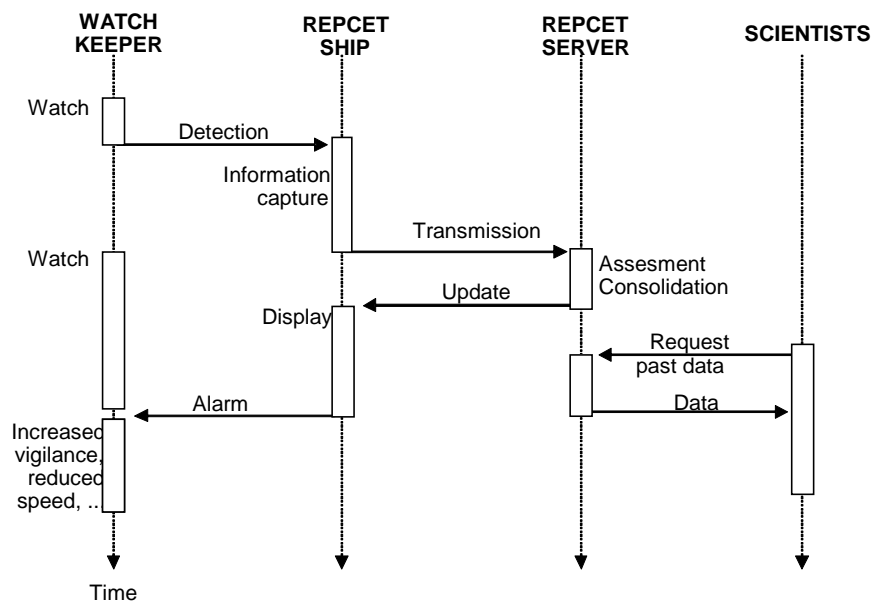 WATCH
KEEPER
REPCET
SHIP
REPCET
SERVER
SCIENTISTS
Watch
Detection
Information
capture
Transmission
Watch
Assesment
Consolidation
Update
Display
Request
past data
Alarm
Data
Increased
vigilance,
reduced
speed, ...
Time